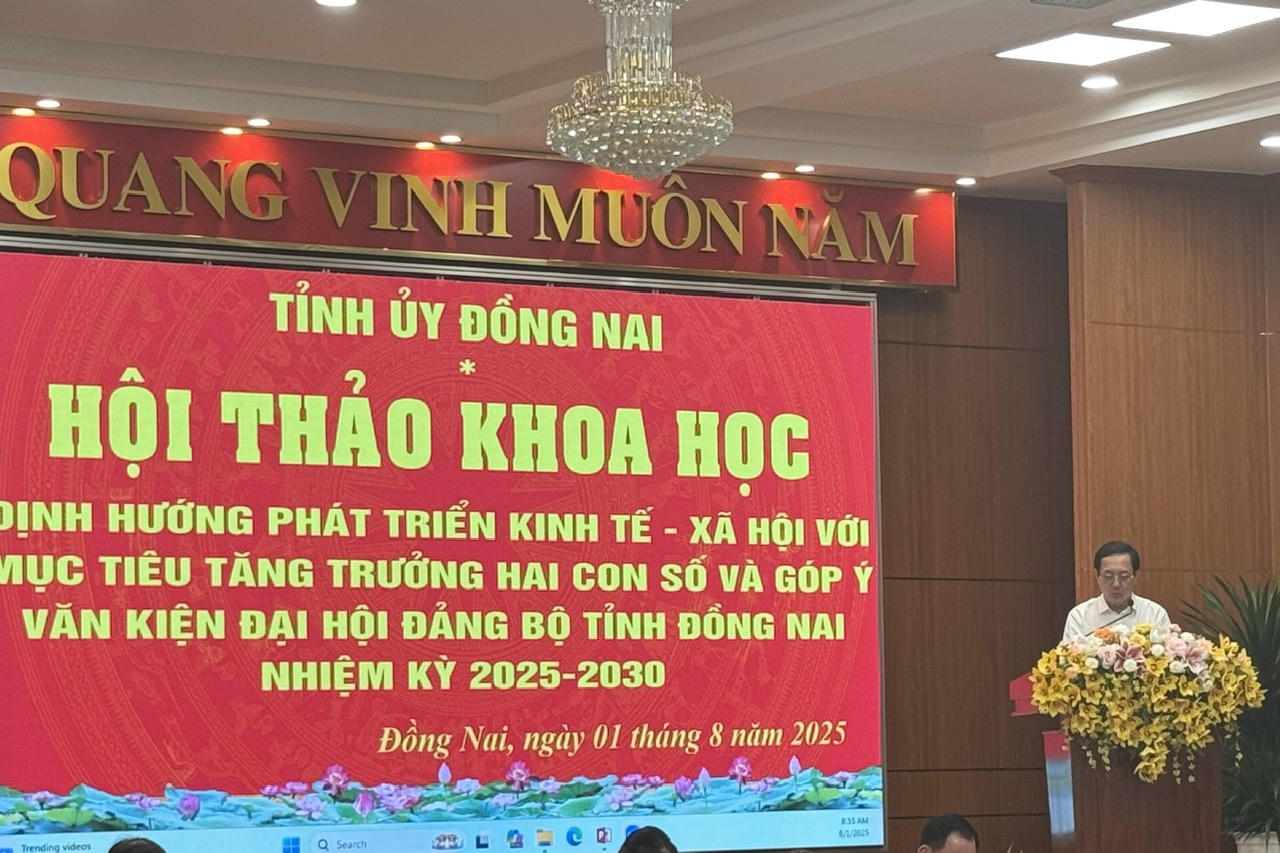 QUANG VINH MUÔN NĂM
TỈNH ỦY ĐỒNG NAI
*
HỘI THẢO KHOA HỌC
ĐỊNH HƯỚNG PHÁT TRIỂN KINH TẾ - XÃ HỘI VỚI
MỤC TIÊU TĂNG TRƯỞNG HAI CON SỐ VÀ GÓP Ý
VĂN KIỆN ĐẠI HỘI ĐẢNG BỘ TỈNH ĐỒNG NAI
NHIỆM KỲ 2025-2030
Đồng Nai, ngày 01 tháng 8 năm 2025
Trending videos
Search
8:35 AM
8/1/2025